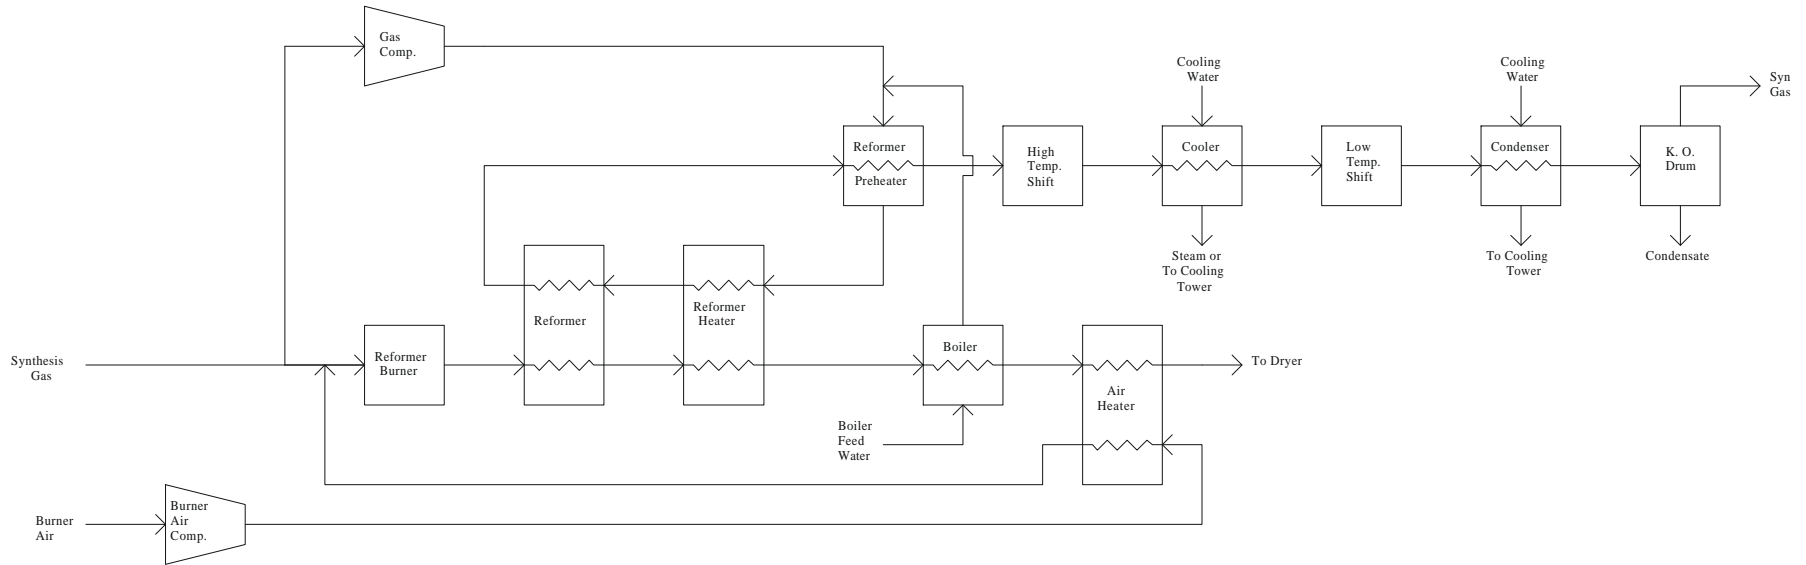 Gas
Comp.
Cooling
Water
Cooling
Water
Syn
Gas
Reformer
Preheater
High
Temp.
Shift
Cooler
Low
Temp.
Shift
Condenser
K. O.
Drum
Steam or
To Cooling
Tower
To Cooling
Tower
Condensate
Reformer
Reformer
Heater
Synthesis
Gas
Reformer
Burner
Boiler
To Dryer
Air
Heater
Boiler
Feed
Water
Burner
Air
Burner
Air
Comp.